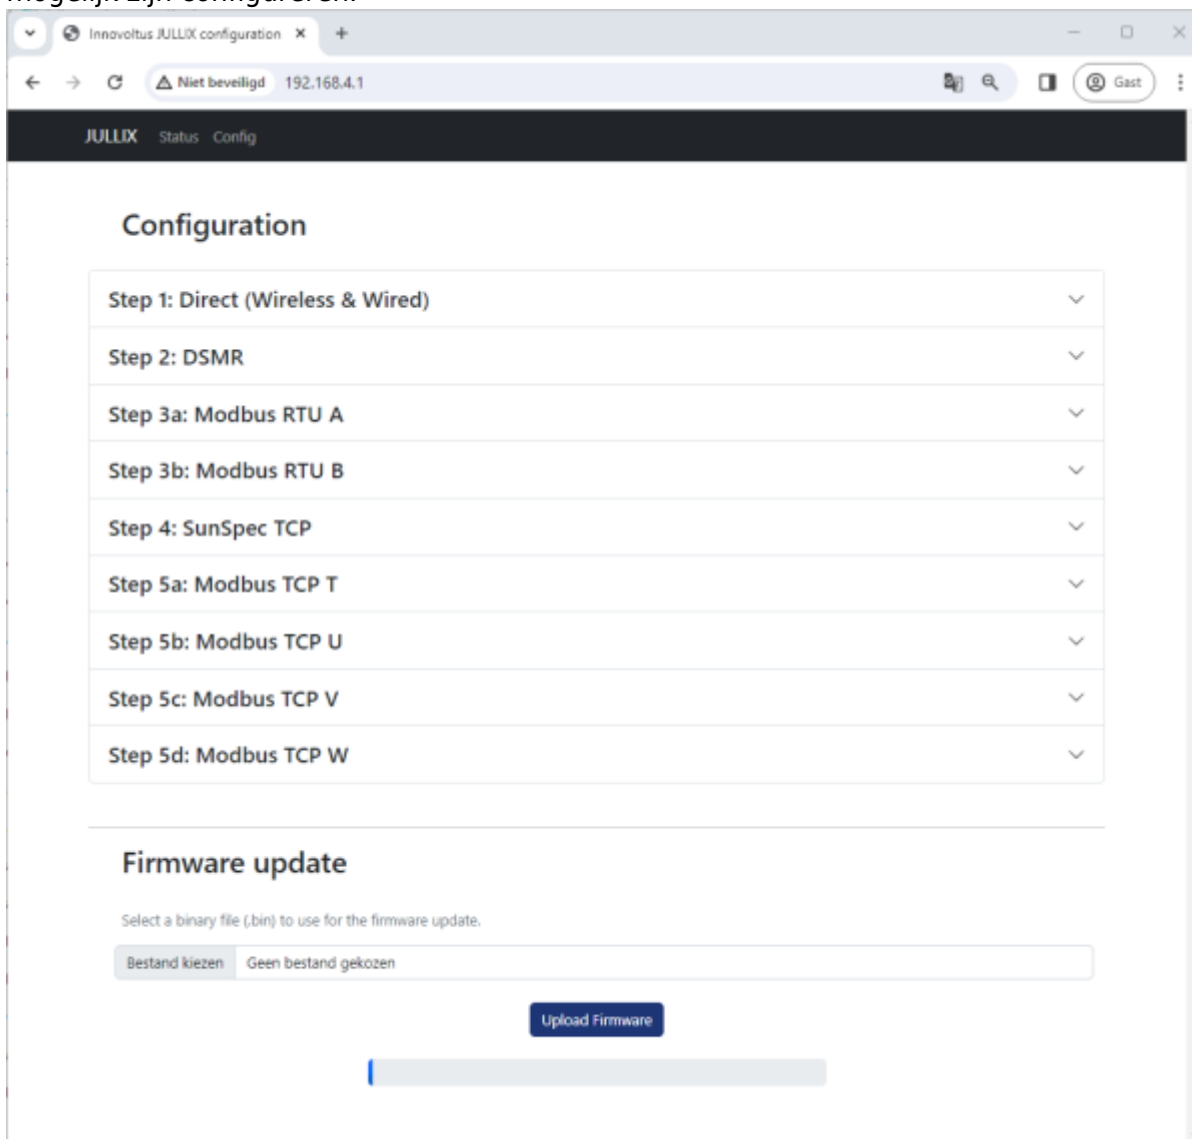 mogelijk zijn configureren.
Innovoltus JULLIX configuration
Niet beveiligd 192.168.4.1
Gast
JULLIX Status Config
Configuration
Step 1: Direct (Wireless & Wired)
Step 2: DSMR
Step 3a: Modbus RTU A
Step 3b: Modbus RTU B
Step 4: SunSpec TCP
Step 5a: Modbus TCP T
Step 5b: Modbus TCP U
Step 5c: Modbus TCP V
Step 5d: Modbus TCP W
Firmware update
Select a binary file (.bin) to use for the firmware update.
Bestand kiezen Geen bestand gekozen
Upload Firmware